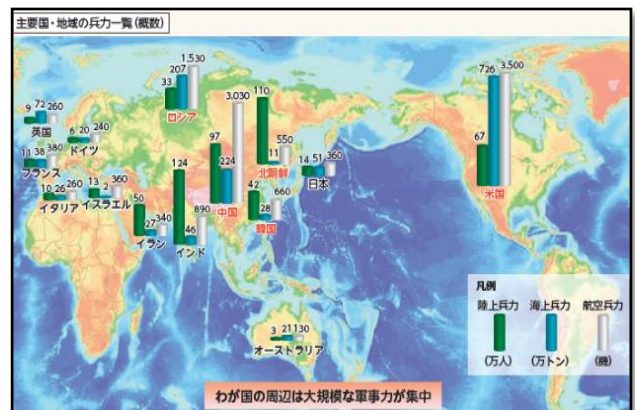 主要国・地域の兵力一覧(概数)
33 207 1,530
ロシア
9 72 260
英国
6 20 240
ドイツ
11 38 380
フランス
10 26 260
イタリア
13 2 360
イスラエル
50 27 340
イラン
124 46 890
インド
97 224 3,030
中国
110 11 550
北朝鮮
42 28 660
韓国
14 51 360
日本
67 726 3,500
米国
3 21 130
オーストラリア
凡例
陸上兵力 海上兵力 航空兵力
(万人) (万トン) (機)
わが国の周辺は大規模な軍事力が集中